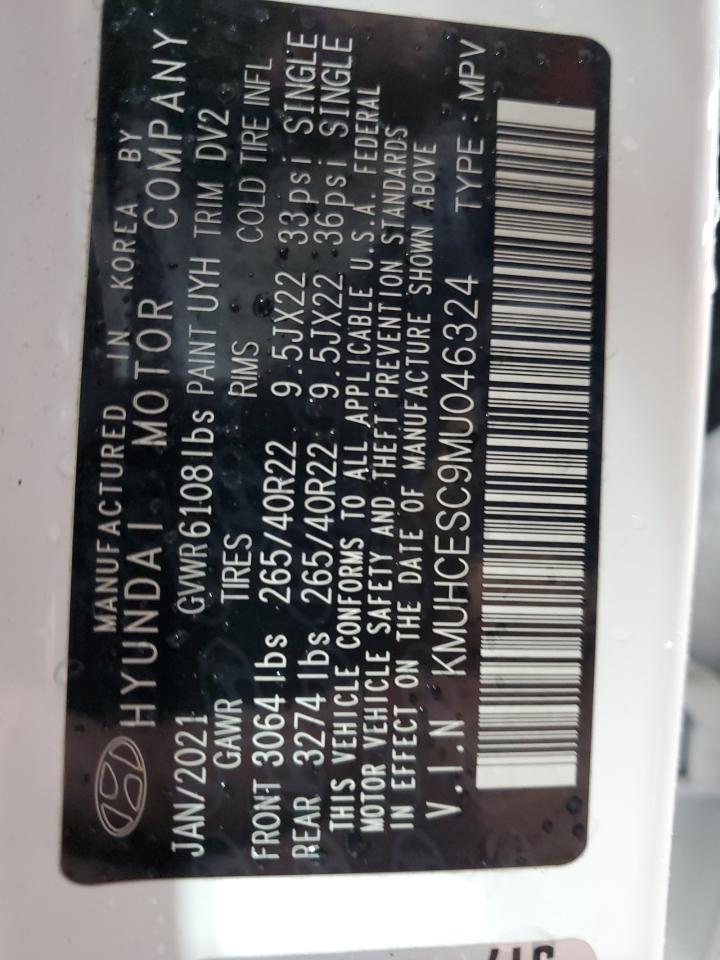 MANUFACTURED IN KOREA BY
HYUNDAI MOTOR COMPANY
JAN/2021 GVWR 6108 lbs PAINT UYH TRIM DV2
GAWR TIRES RIMS COLD TIRE INFL
FRONT 3064 lbs 265/40R22 9.5JX22 33psi SINGLE
REAR 3274 lbs 265/40R22 9.5JX22 36psi SINGLE
THIS VEHICLE CONFORMS TO ALL APPLICABLE U.S.A. FEDERAL
MOTOR VEHICLE SAFETY AND THEFT PREVENTION STANDARDS
IN EFFECT ON THE DATE OF MANUFACTURE SHOWN ABOVE
V.I.N KMUHCESC9MU046324 TYPE : MPV